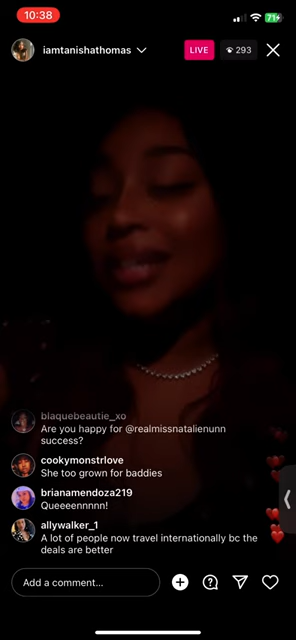 10:38
71
iamtanishathomas
LIVE
293
blaquebeautie_xo
Are you happy for @realmissnatalienunn
success?
cookymonstrlove
She too grown for baddies
brianamendoza219
Queeeennnnn!
allywalker_1
A lot of people now travel internationally bc the
deals are better
Add a comment...